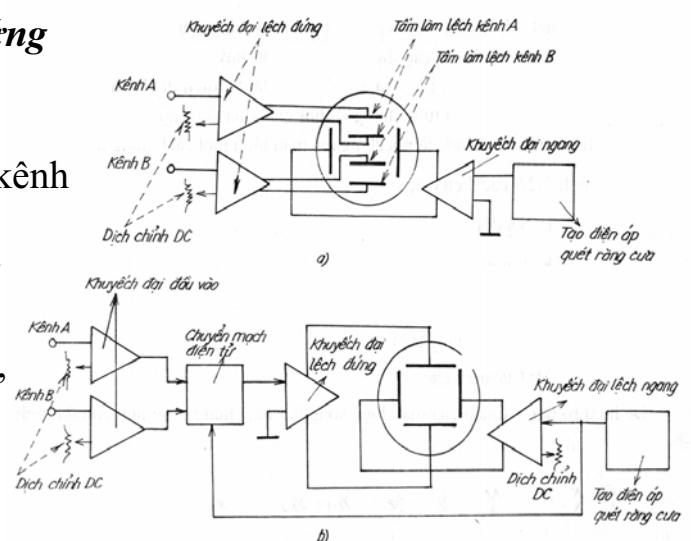 ứng
Khuyếch đại lệch đứng
Tấm làm lệch kênh A
Tấm làm lệch kênh B
Kênh A
Khuyếch đại ngang
Kênh B
kênh
Dịch chỉnh DC
Tạo điện áp
quét răng cưa
a)
Khuyếch đại đầu vào
Kênh A
Chuyển mạch
điện tử
Khuyếch đại
lệch đứng
,
Khuyếch đại lệch ngang
Kênh B
Dịch chỉnh DC
Dịch chỉnh
DC
Tạo điện áp
quét răng cưa
b)